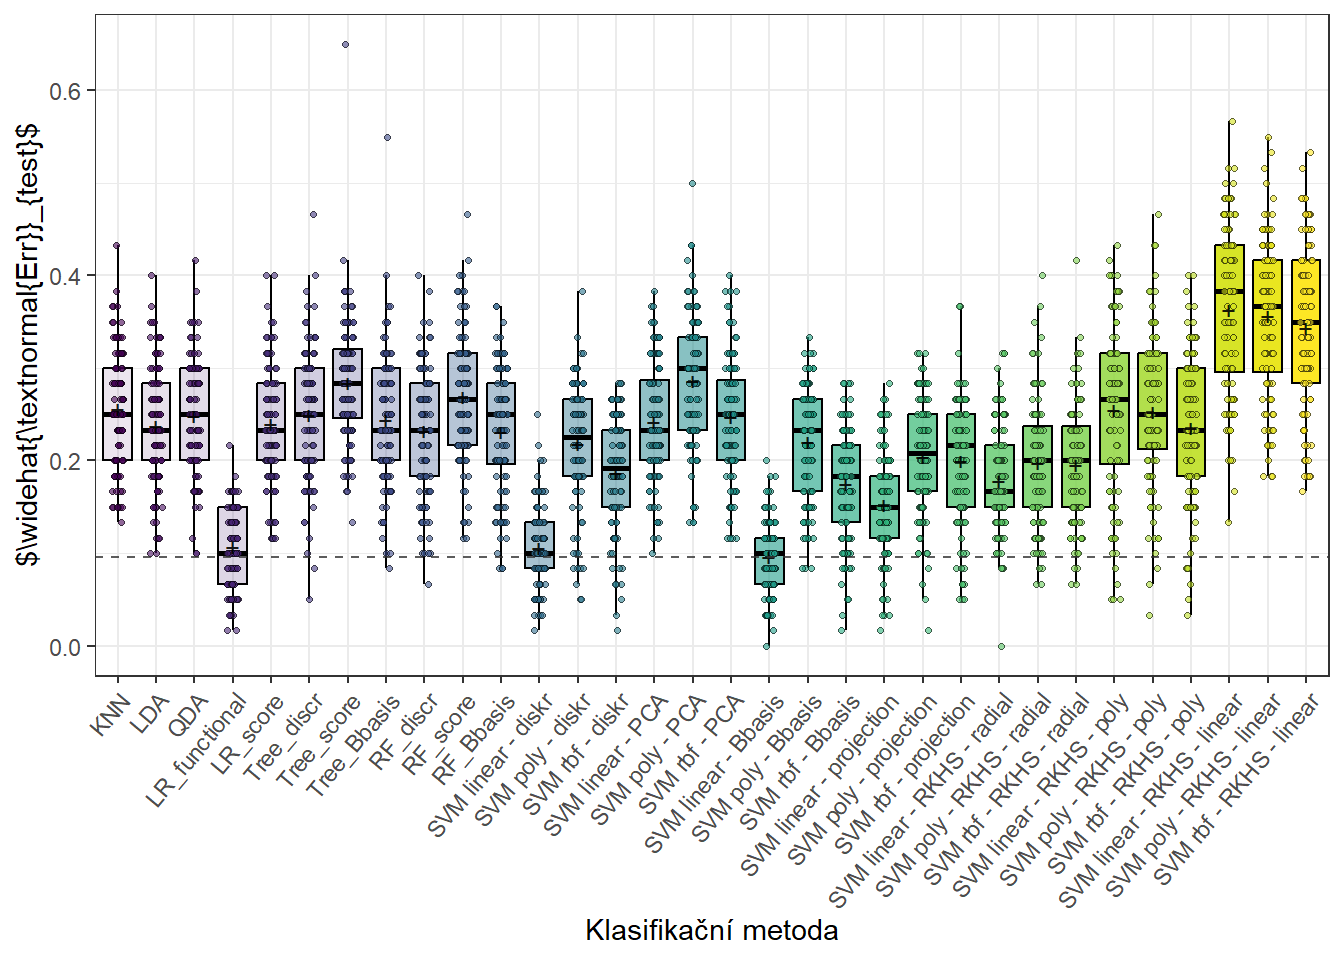 $\widehat{\textnormal{Err}}_{test}$
0.6
0.4
0.2
0.0
KNN
LDA
QDA
LR_functional
LR_score
Tree_discr
Tree_score
Tree_Bbasis
RF_discr
RF_score
RF_Bbasis
SVM linear - diskr
SVM poly - diskr
SVM rbf - diskr
SVM linear - PCA
SVM poly - PCA
SVM rbf - PCA
SVM linear - Bbasis
SVM poly - Bbasis
SVM rbf - Bbasis
SVM linear - projection
SVM poly - projection
SVM rbf - projection
SVM linear - RKHS - radial
SVM poly - RKHS - radial
SVM rbf - RKHS - radial
SVM linear - RKHS - poly
SVM poly - RKHS - poly
SVM rbf - RKHS - poly
SVM linear - RKHS - linear
SVM poly - RKHS - linear
SVM rbf - RKHS - linear
Klasifikační metoda